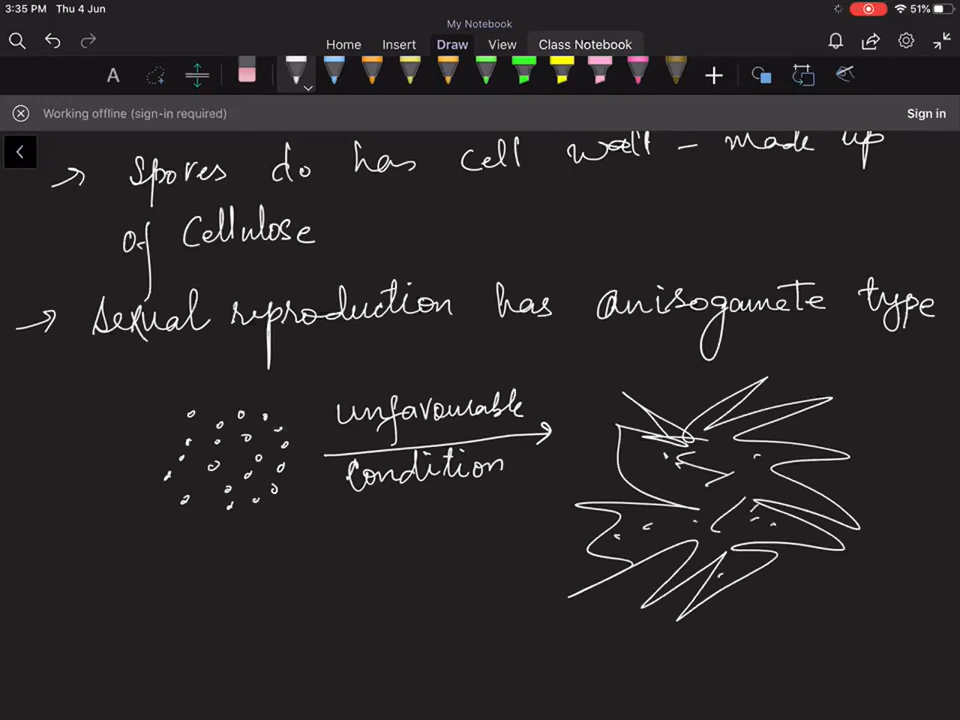 3:35 PM Thu 4 Jun
51%
My Notebook
Home Insert Draw View Class Notebook
A
Working offline (sign-in required)
Sign in
→ Spores do has cell wall - made up
of Cellulose
→ Sexual reproduction has anisogamete type
unfavourable
condition